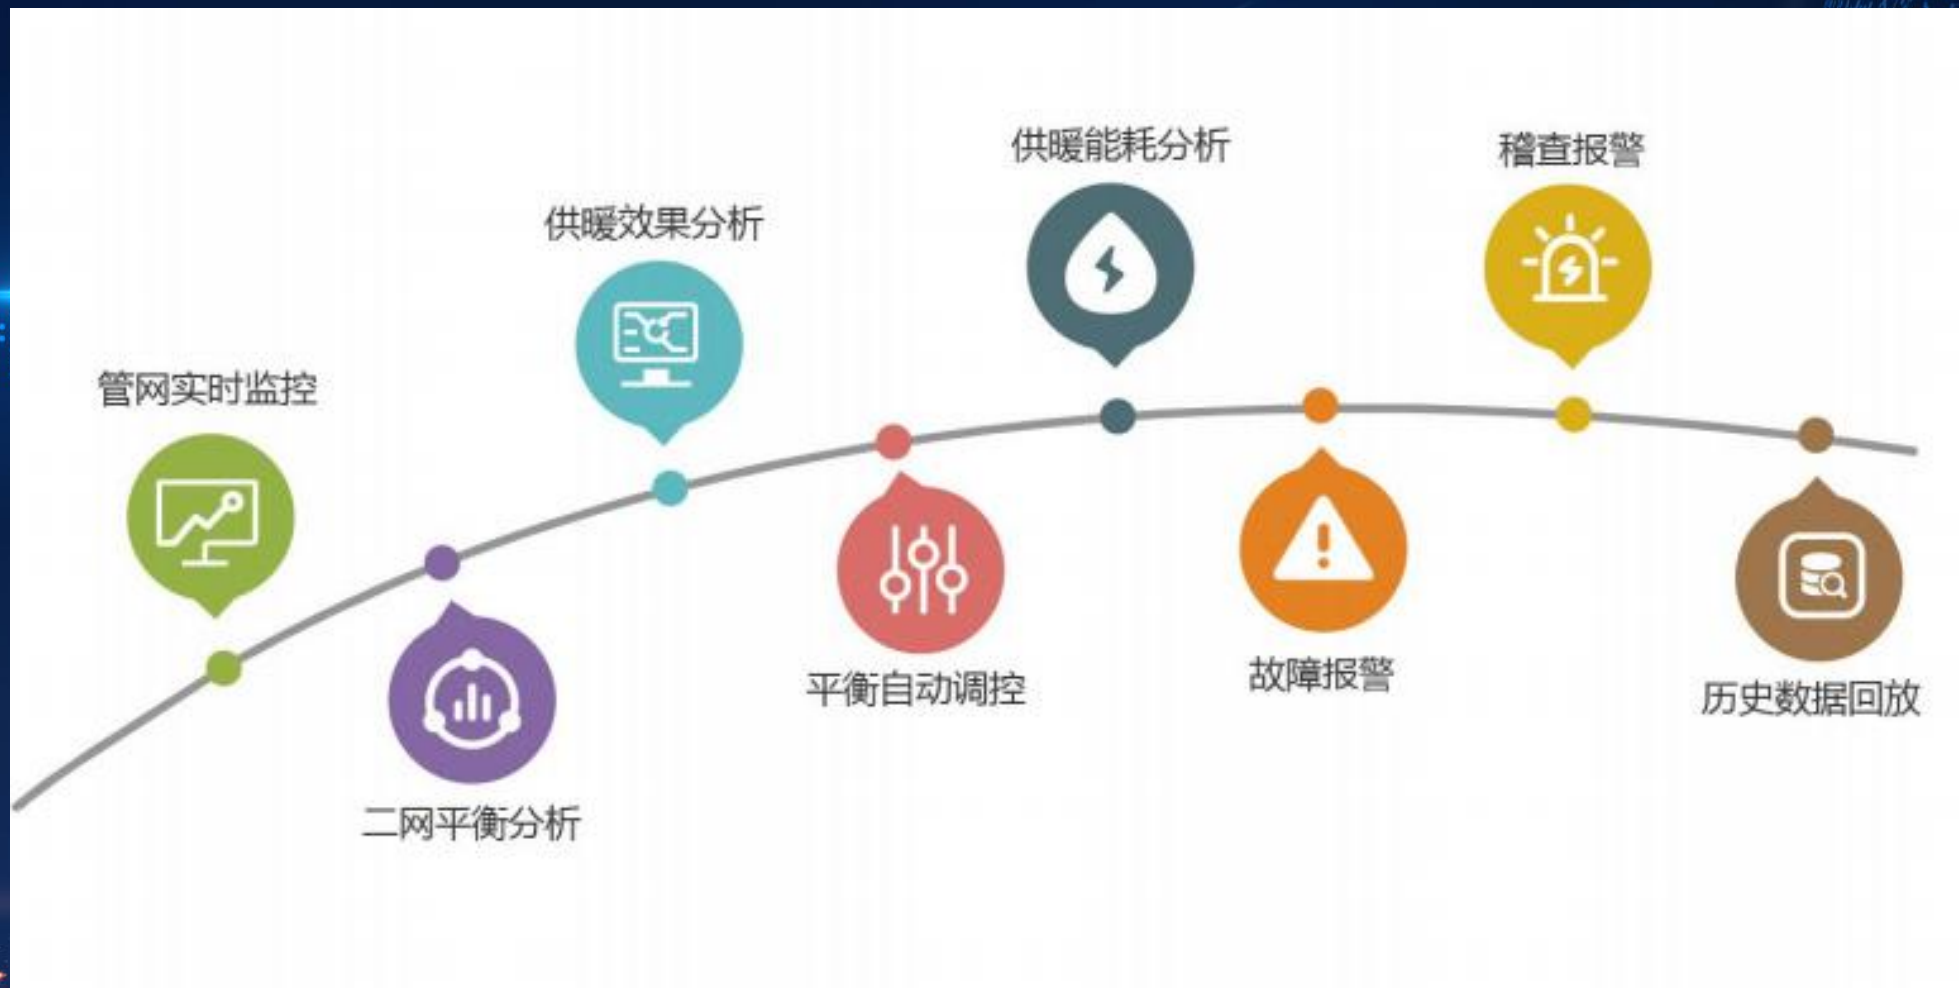 管网实时监控
二网平衡分析
供暖效果分析
平衡自动调控
供暖能耗分析
故障报警
稽查报警
历史数据回放